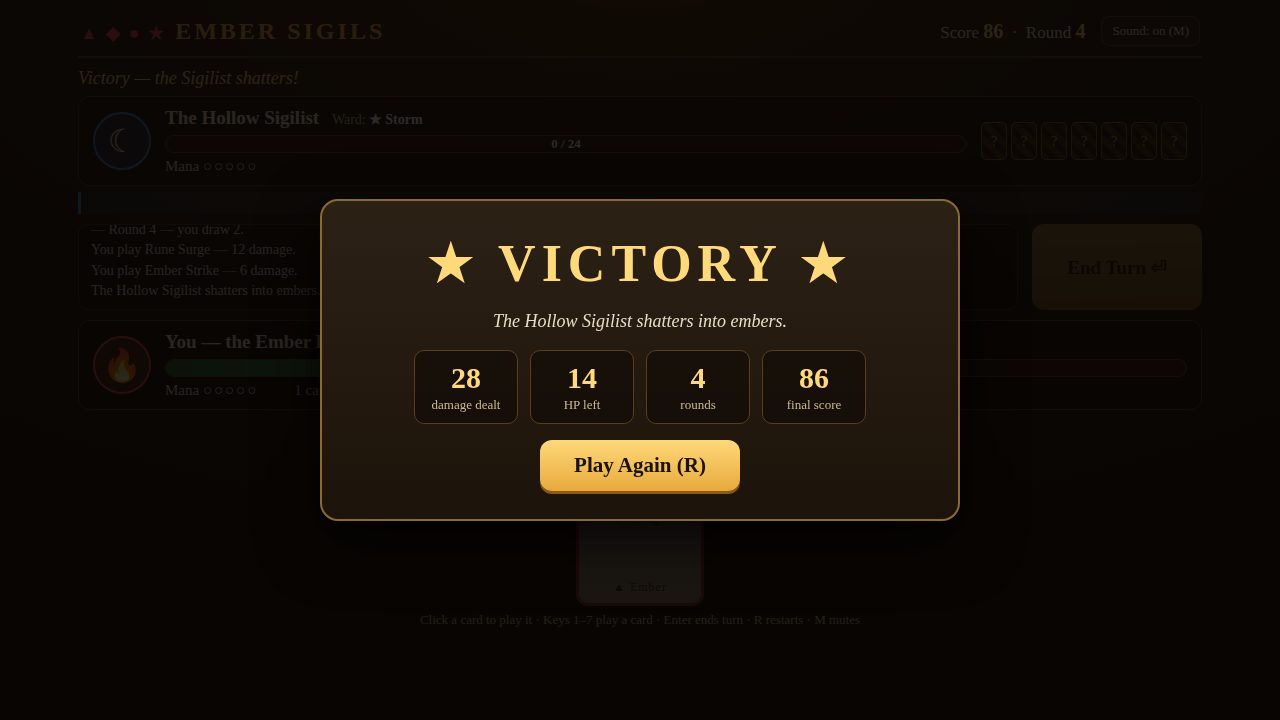 ▲ ◆ ● ★ EMBER SIGILS
Score 86 · Round 4
Sound: on (M)
Victory — the Sigilist shatters!
The Hollow Sigilist Ward: ★ Storm
0 / 24
Mana ○○○○○
? ? ? ? ? ? ?
— Round 4 — you draw 2.
You play Rune Surge — 12 damage.
You play Ember Strike — 6 damage.
The Hollow Sigilist shatters into embers.
End Turn ⏎
You — the Ember
Mana ○○○○○ 1 ca
★ VICTORY ★
The Hollow Sigilist shatters into embers.
28
damage dealt
14
HP left
4
rounds
86
final score
Play Again (R)
▲ Ember
Click a card to play it · Keys 1–7 play a card · Enter ends turn · R restarts · M mutes